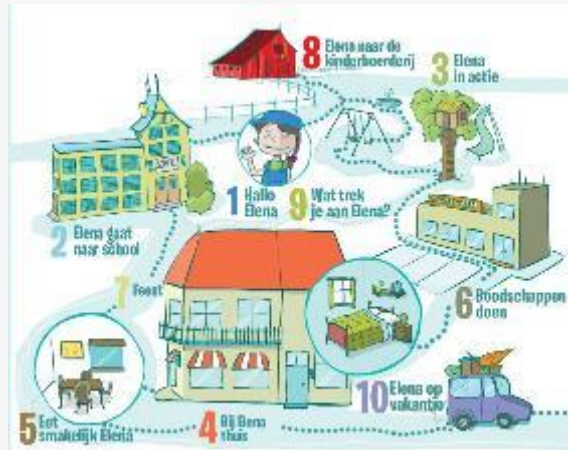 8 Elena naar de
kinderboerderij
3 Elena
in actie
1 Hallo
Elena
9 Wat trek
je aan Elena?
2 Elena gaat
naar school
7 Feest
6 Boodschappen
doen
10 Elena op
vakantie
5 Eet
smakelijk Elena
4 Bij Elena
thuis